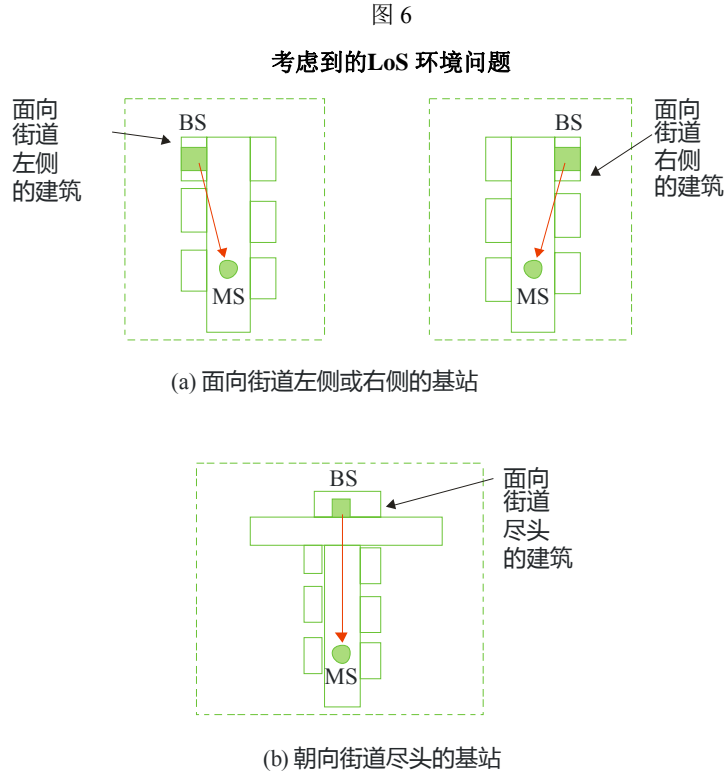 图 6
考虑到的LoS 环境问题
面向
街道
左侧
的建筑
BS
MS
BS
面向
街道
右侧
的建筑
MS
(a) 面向街道左侧或右侧的基站
BS
面向
街道
尽头
的建筑
MS
(b) 朝向街道尽头的基站